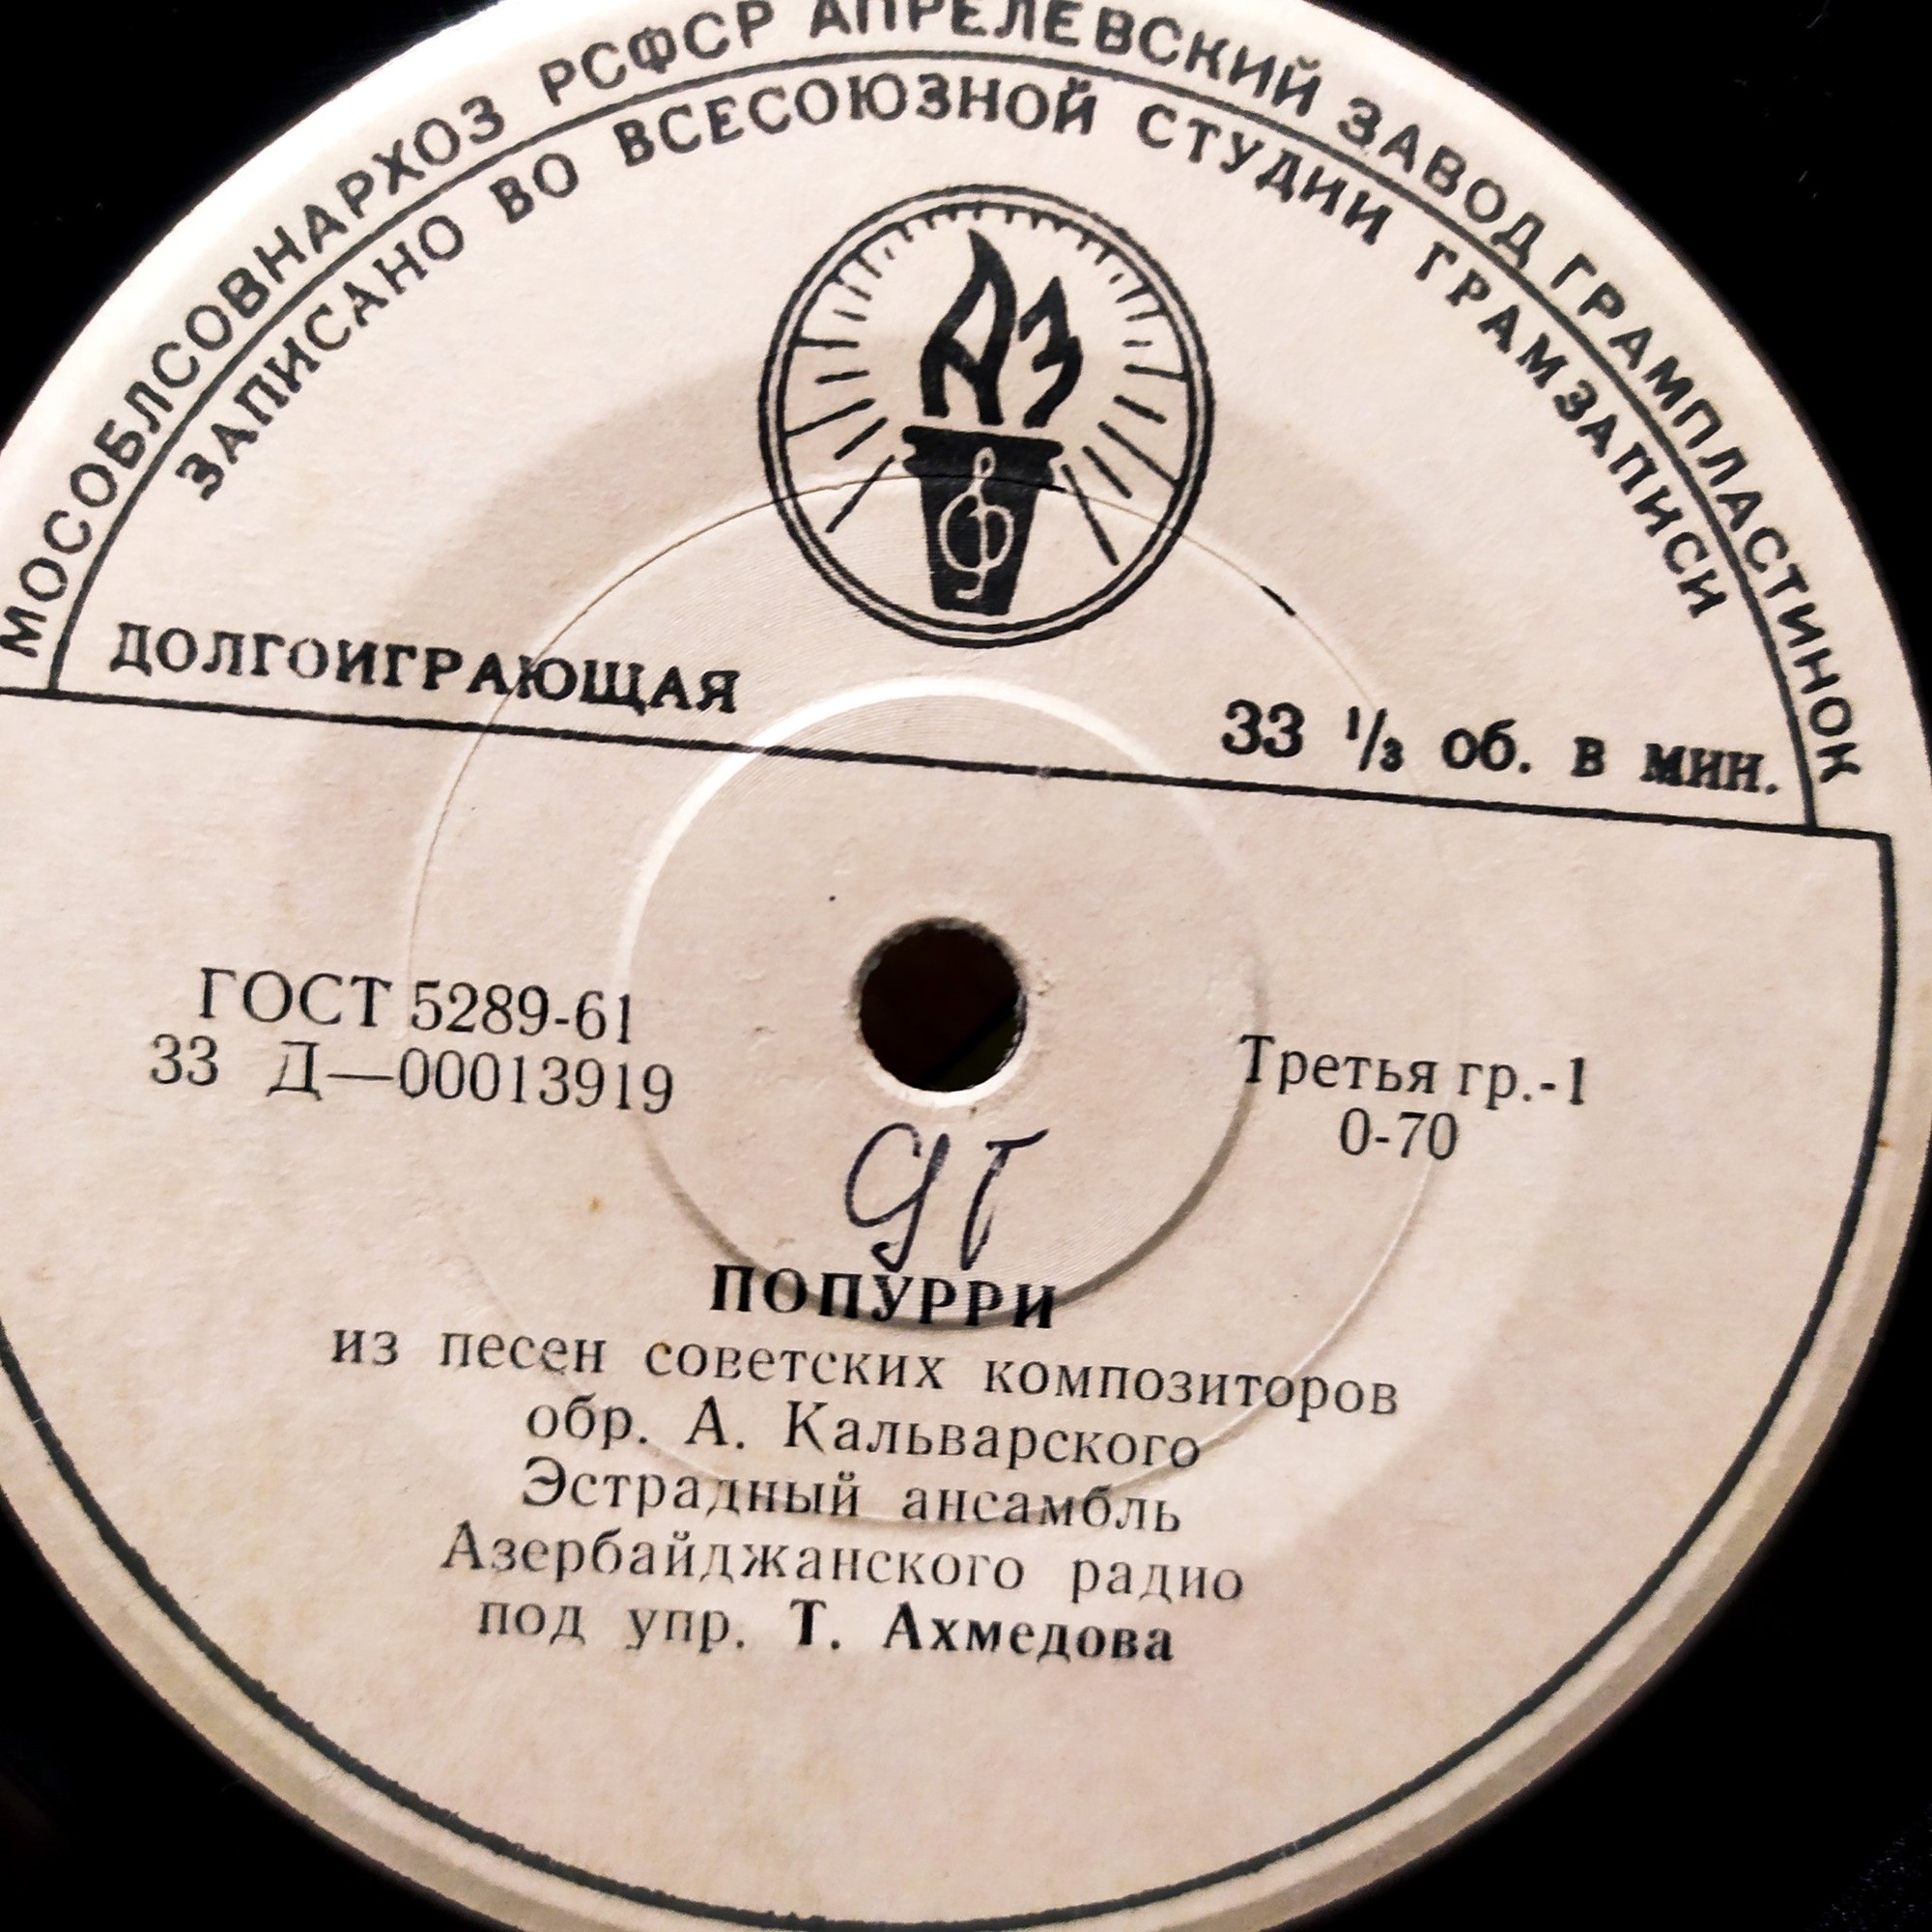 МОСОБЛСОВНАРХОЗ РСФСР АПРЕЛЕВСКИЙ ЗАВОД ГРАМПЛАСТИНОК
ЗАПИСАНО ВО ВСЕСОЮЗНОЙ СТУДИИ ГРАМЗАПИСИ
АЗ
ДОЛГОИГРАЮЩАЯ
33 1/3 об. в мин.
ГОСТ 5289-61
33 Д—00013919
Третья гр.-1
0-70
ПОПУРРИ
из песен советских композиторов
обр. А. Кальварского
Эстрадный ансамбль
Азербайджанского радио
под упр. Т. Ахмедова